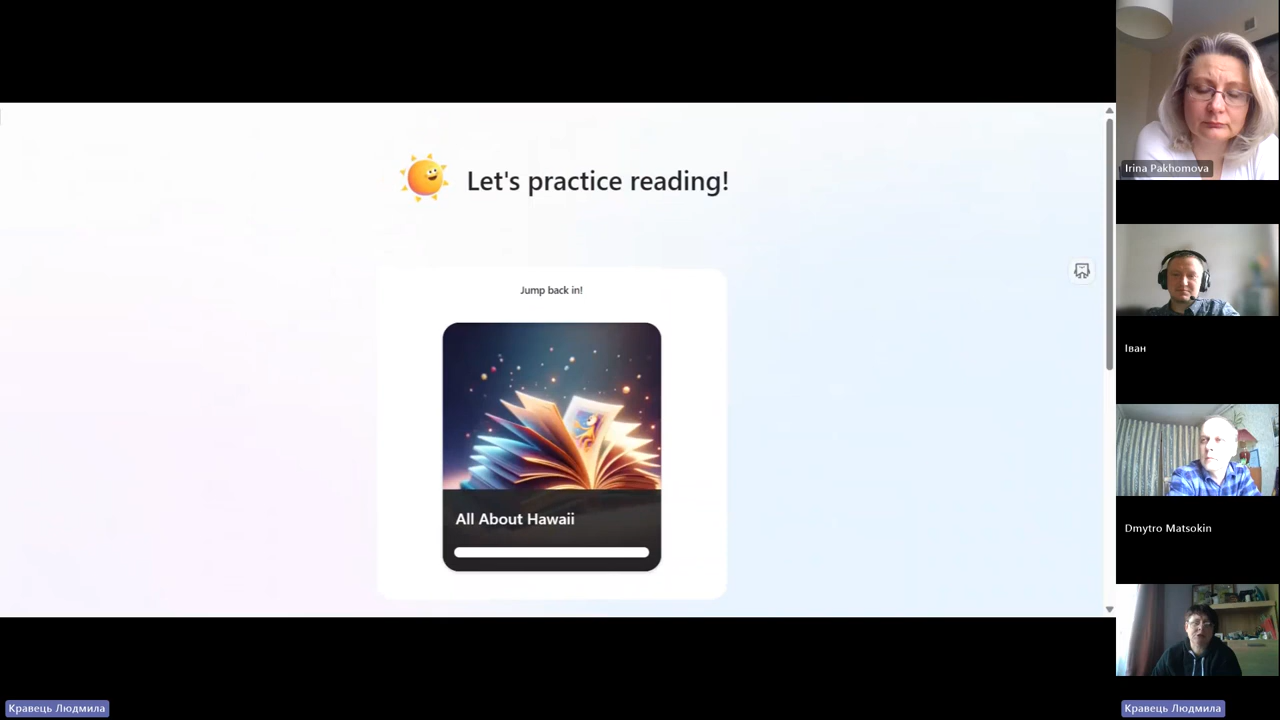 Let's practice reading!
Jump back in!
All About Hawaii
Irina Pakhomova
Іван
Dmytro Matsokin
Кравець Людмила
Кравець Людмила